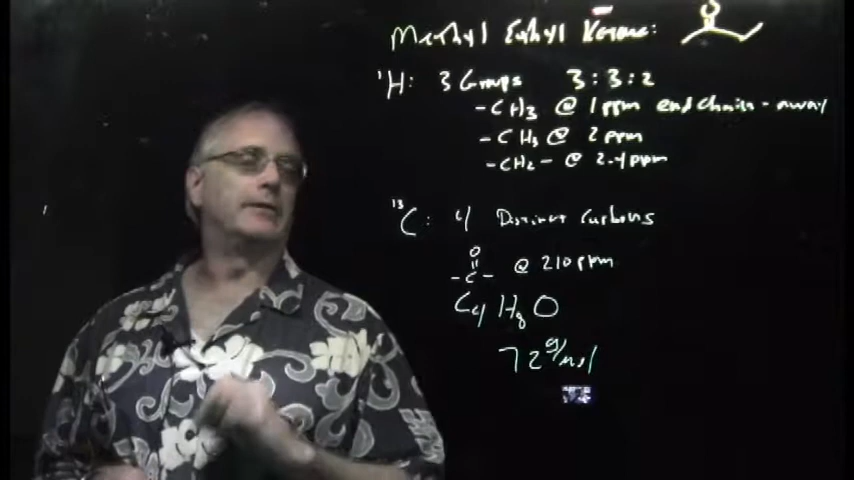 Methyl Ethyl Ketone:
O
¹H: 3 Groups 3:3:2
-CH₃ @ 1 ppm end chain - away
-CH₃ @ 2 ppm
-CH₂- @ 2.4 ppm
¹³C: 4 Distinct Carbons
O
-C- @ 210 ppm
C₄H₈O
72 g/mol